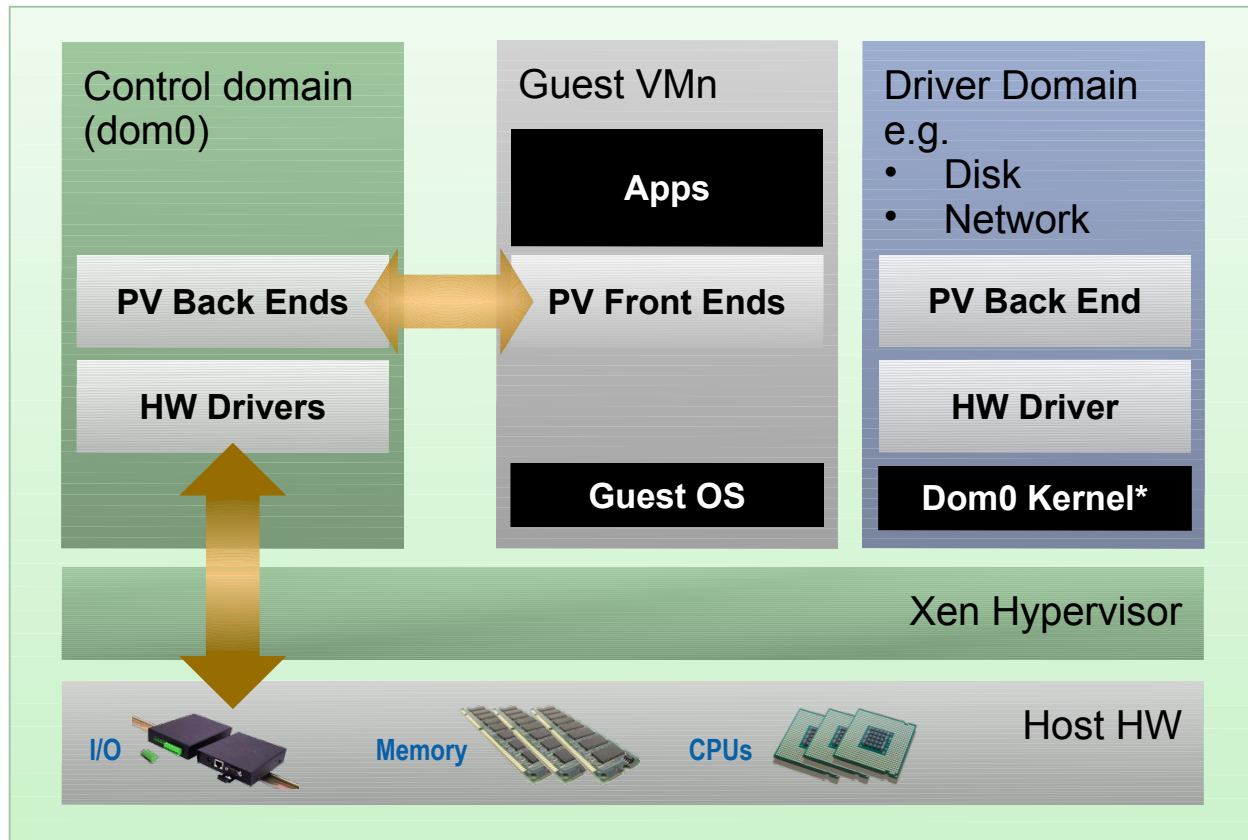 Control domain
(dom0)
PV Back Ends
HW Drivers
Guest VMn
Apps
PV Front Ends
Guest OS
Driver Domain
e.g.
• Disk
• Network
PV Back End
HW Driver
Dom0 Kernel*
Xen Hypervisor
Host HW
I/O
Memory
CPUs